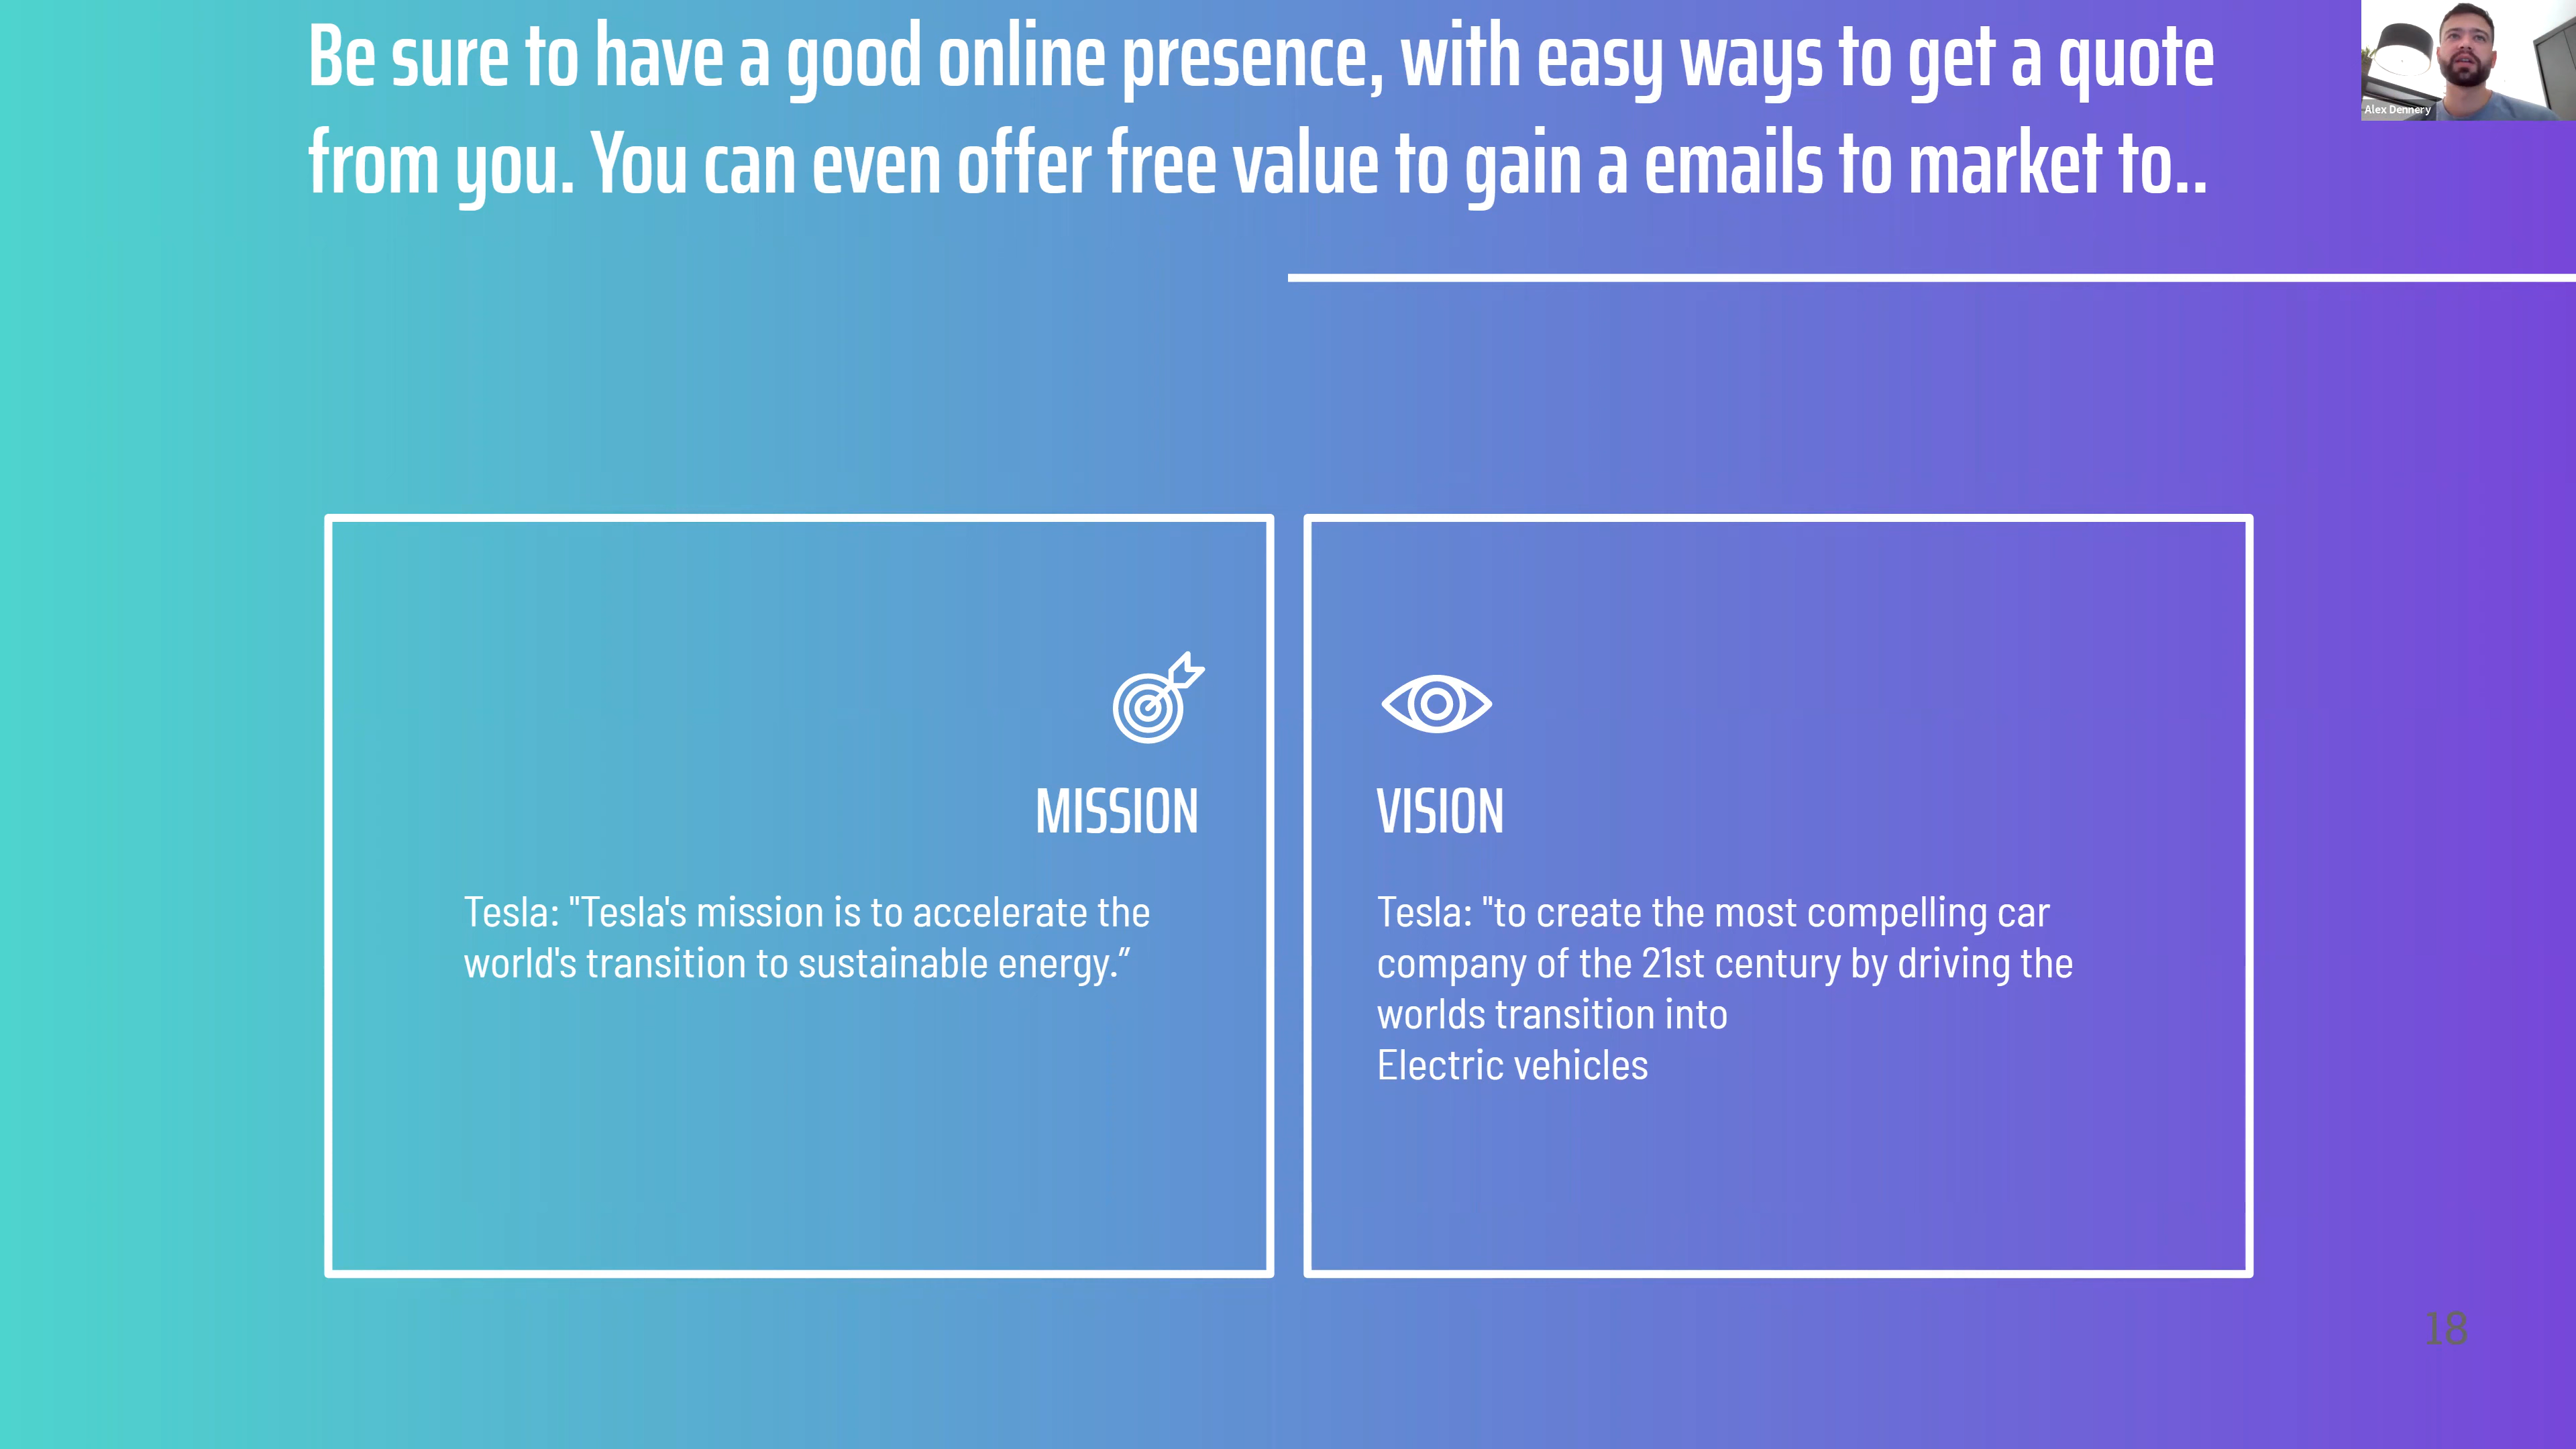 Be sure to have a good online presence, with easy ways to get a quote
from you. You can even offer free value to gain a emails to market to..
Alex Dennery
MISSION
Tesla: "Tesla's mission is to accelerate the
world's transition to sustainable energy.”
VISION
Tesla: "to create the most compelling car
company of the 21st century by driving the
worlds transition into
Electric vehicles
18